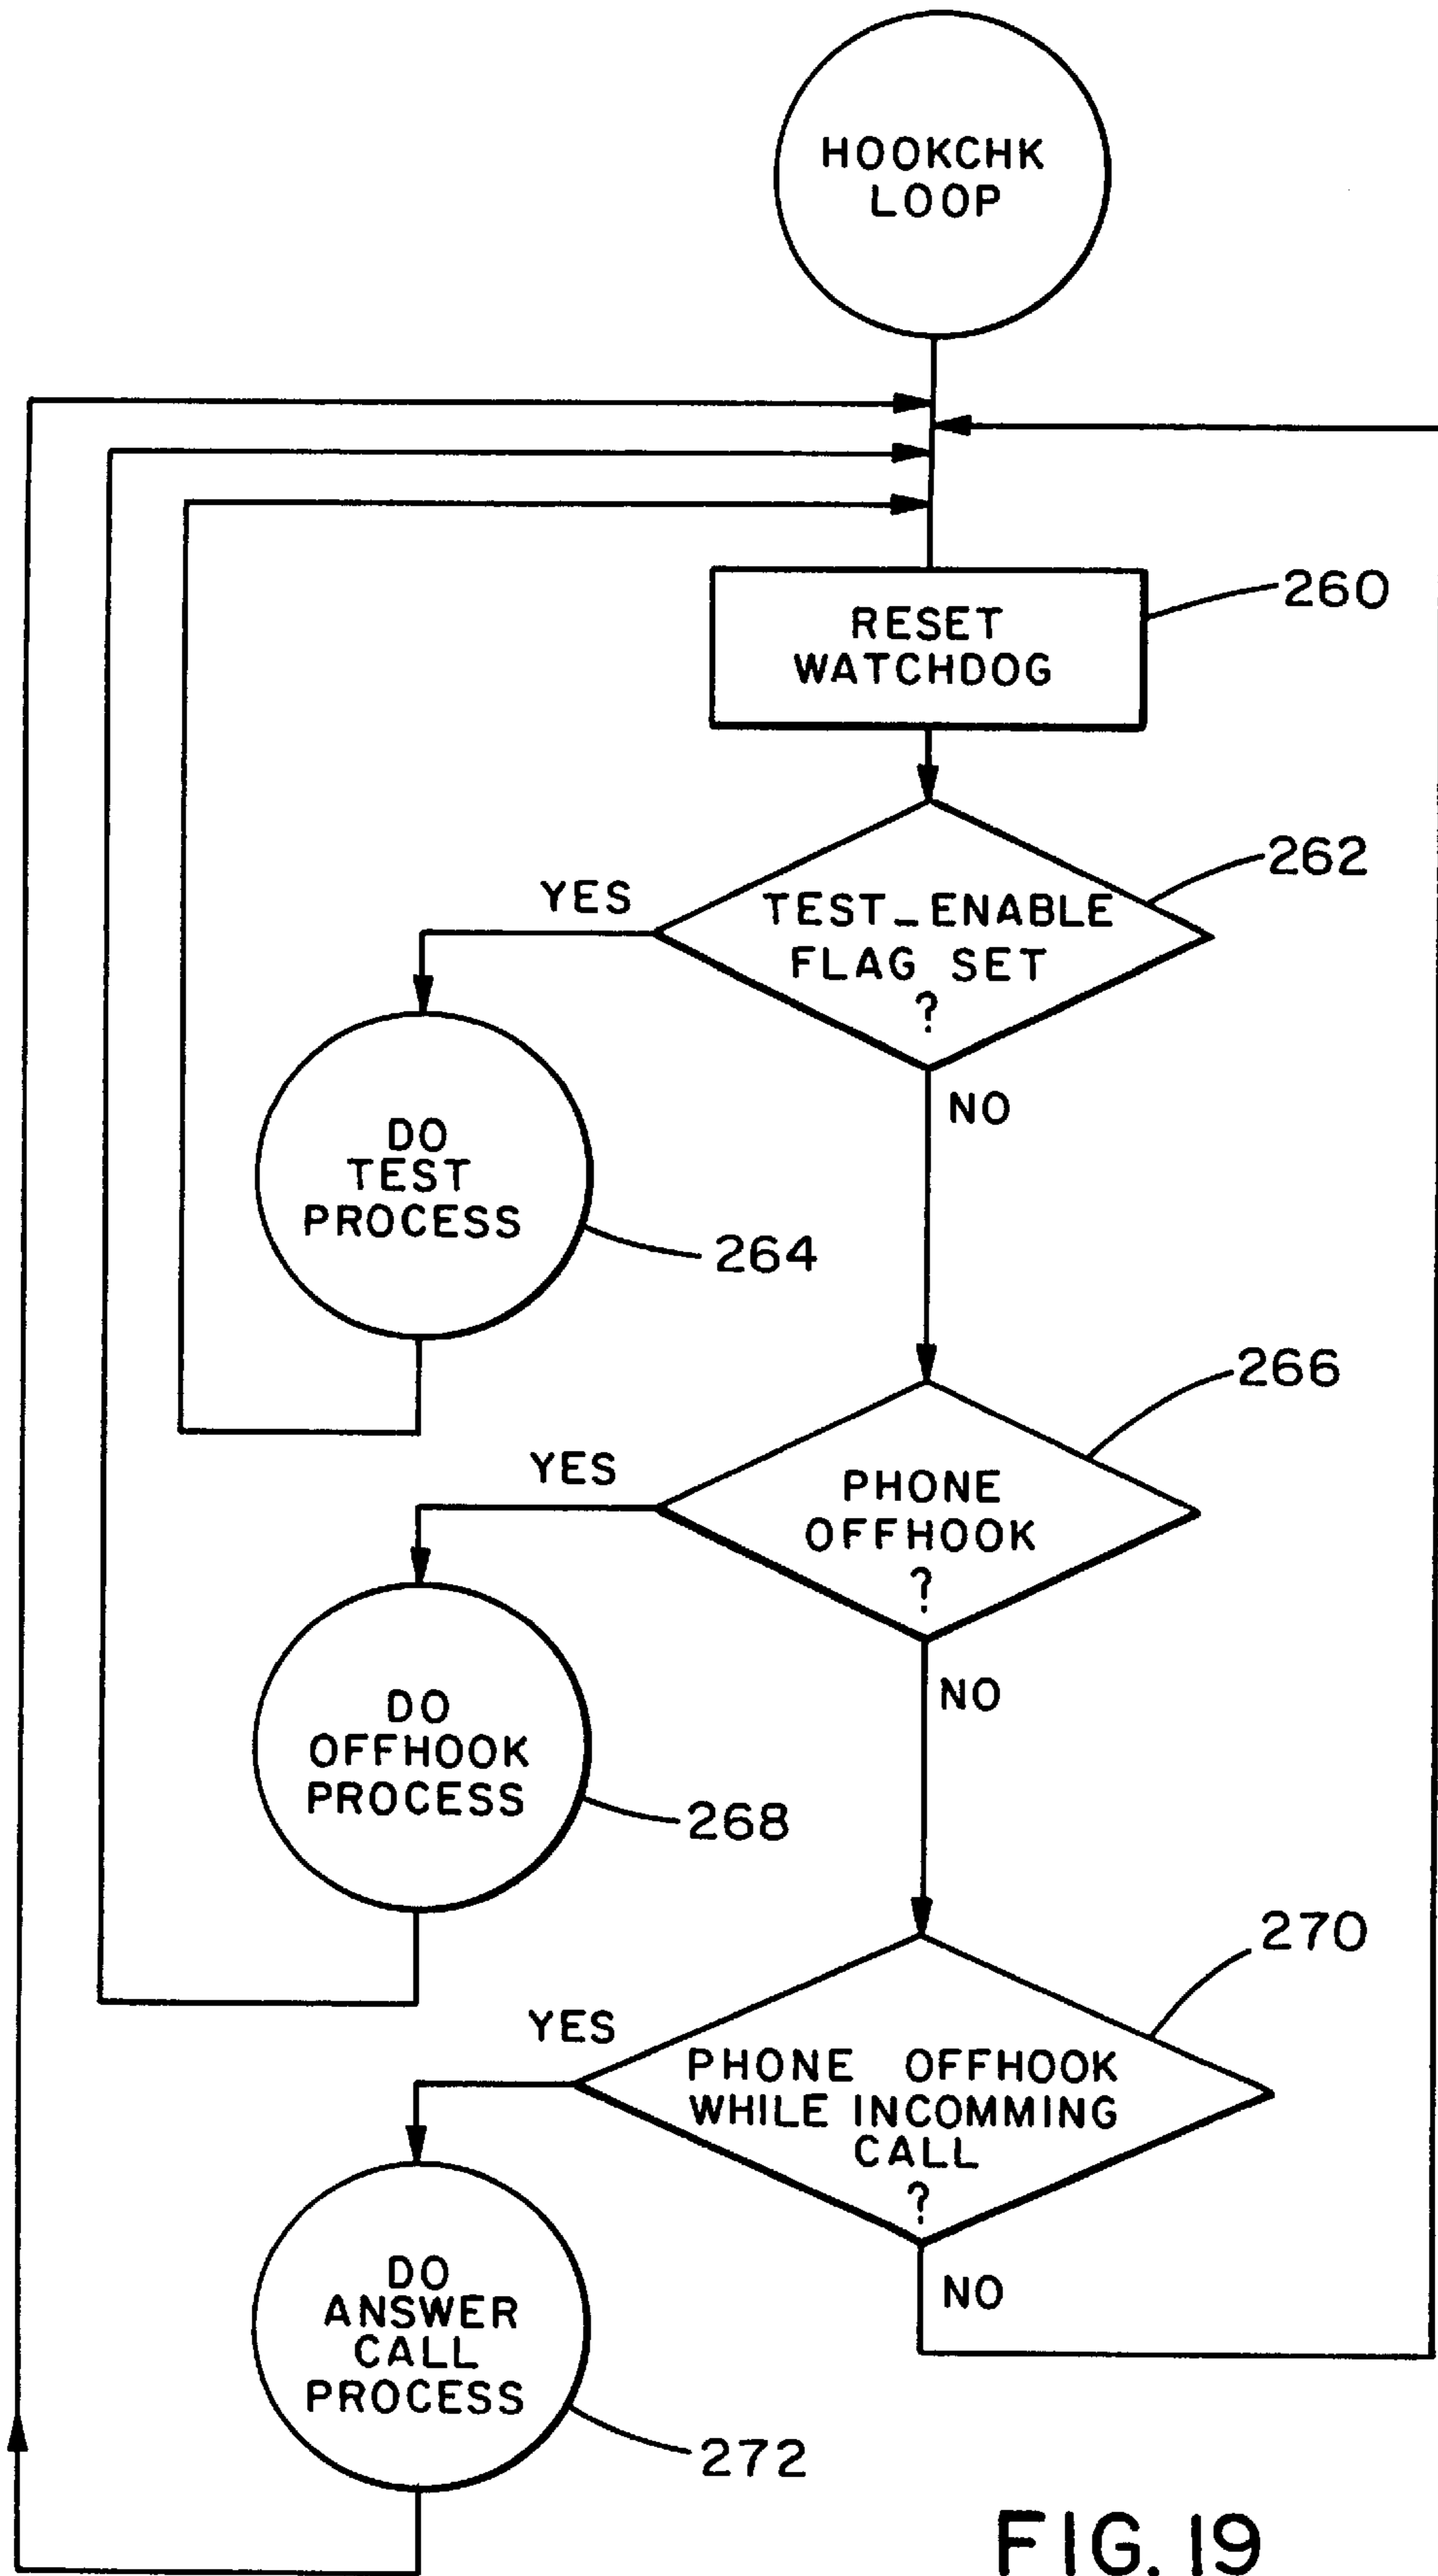 HOOKCHK
LOOP
RESET
WATCHDOG
260
TEST_ENABLE
FLAG SET
?
262
YES
NO
DO
TEST
PROCESS
264
PHONE
OFFHOOK
?
266
YES
NO
DO
OFFHOOK
PROCESS
268
PHONE OFFHOOK
WHILE INCOMMING
CALL
?
270
YES
NO
DO
ANSWER
CALL
PROCESS
272
FIG. 19